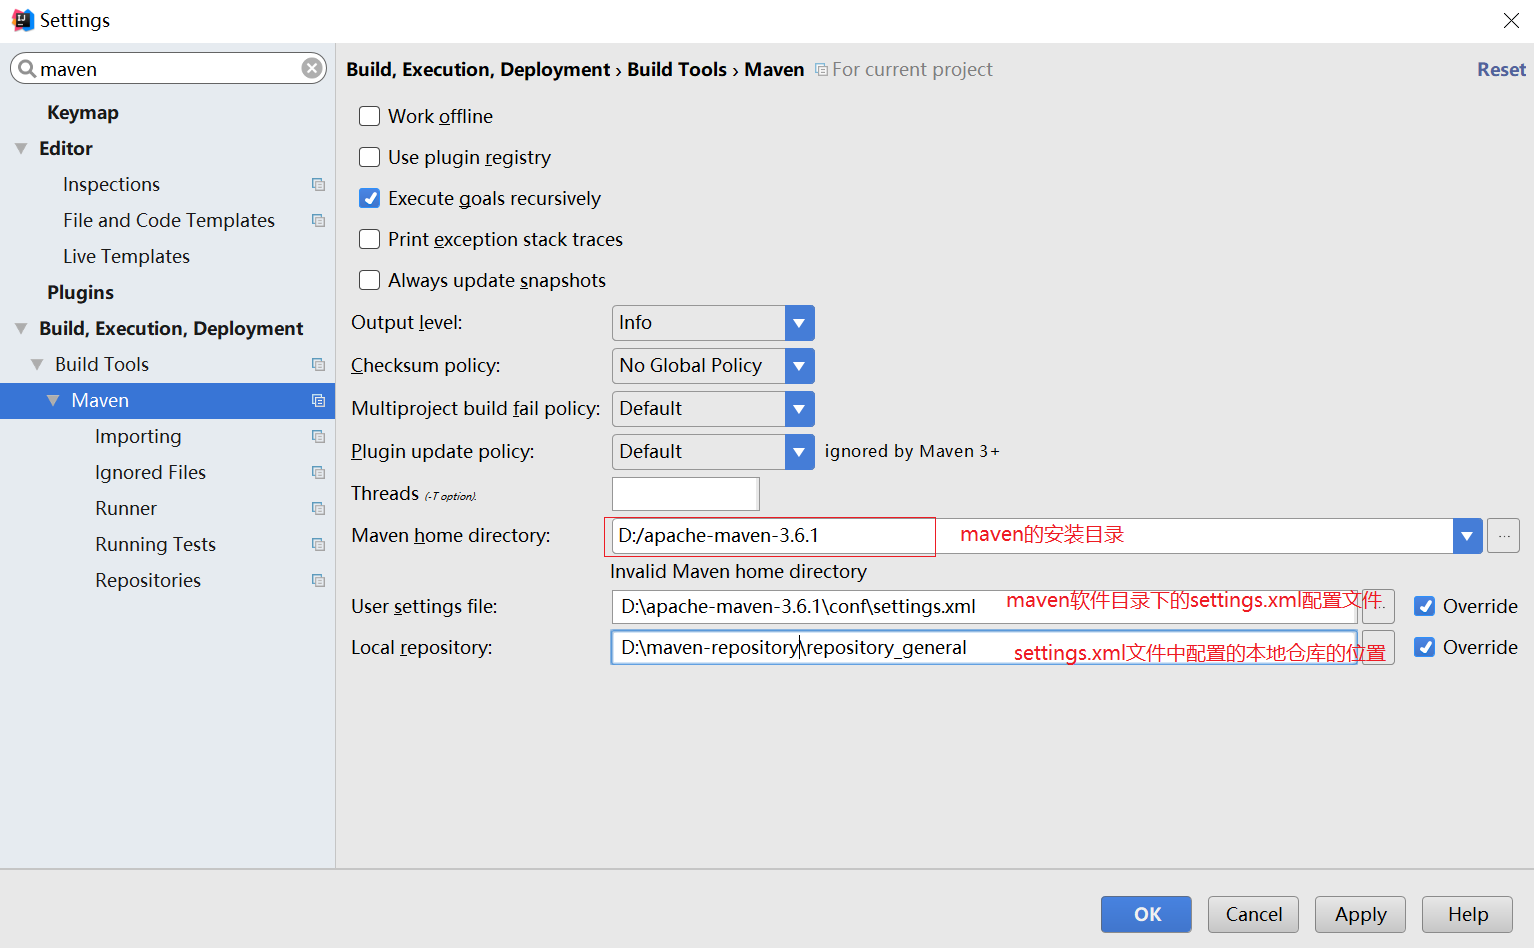 Settings
maven
Keymap
Editor
Inspections
File and Code Templates
Live Templates
Plugins
Build, Execution, Deployment
Build Tools
Maven
Importing
Ignored Files
Runner
Running Tests
Repositories
Build, Execution, Deployment › Build Tools › Maven For current project Reset
Work offline
Use plugin registry
Execute goals recursively
Print exception stack traces
Always update snapshots
Output level: Info
Checksum policy: No Global Policy
Multiproject build fail policy: Default
Plugin update policy: Default ignored by Maven 3+
Threads (-T option).
Maven home directory: D:/apache-maven-3.6.1 maven的安装目录 ...
Invalid Maven home directory
User settings file: D:\apache-maven-3.6.1\conf\settings.xml maven软件目录下的settings.xml配置文件 Override
Local repository: D:\maven-repository\repository_general settings.xml文件中配置的本地仓库的位置 Override
OK Cancel Apply Help